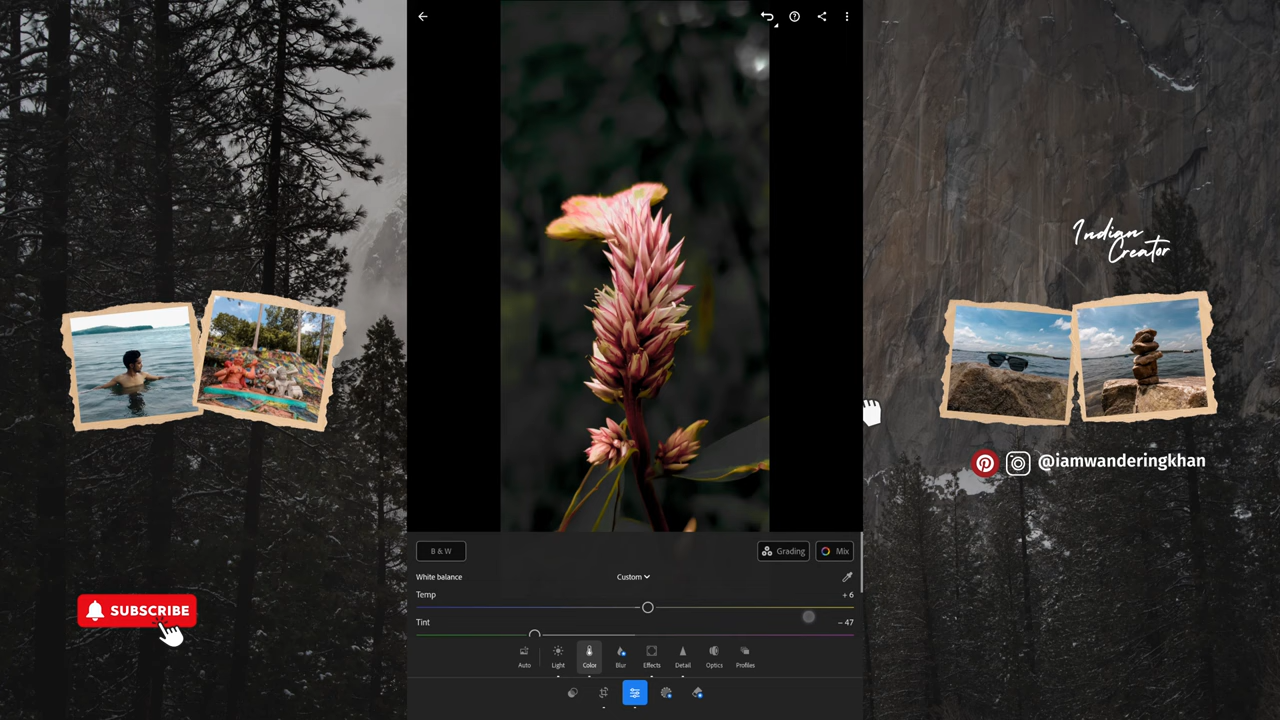 Indian
Creator
@iamwanderingkhan
SUBSCRIBE
B & W
Grading
Mix
White balance
Custom
Temp
+ 6
Tint
– 47
Auto
Light
Color
Blur
Effects
Detail
Optics
Profiles